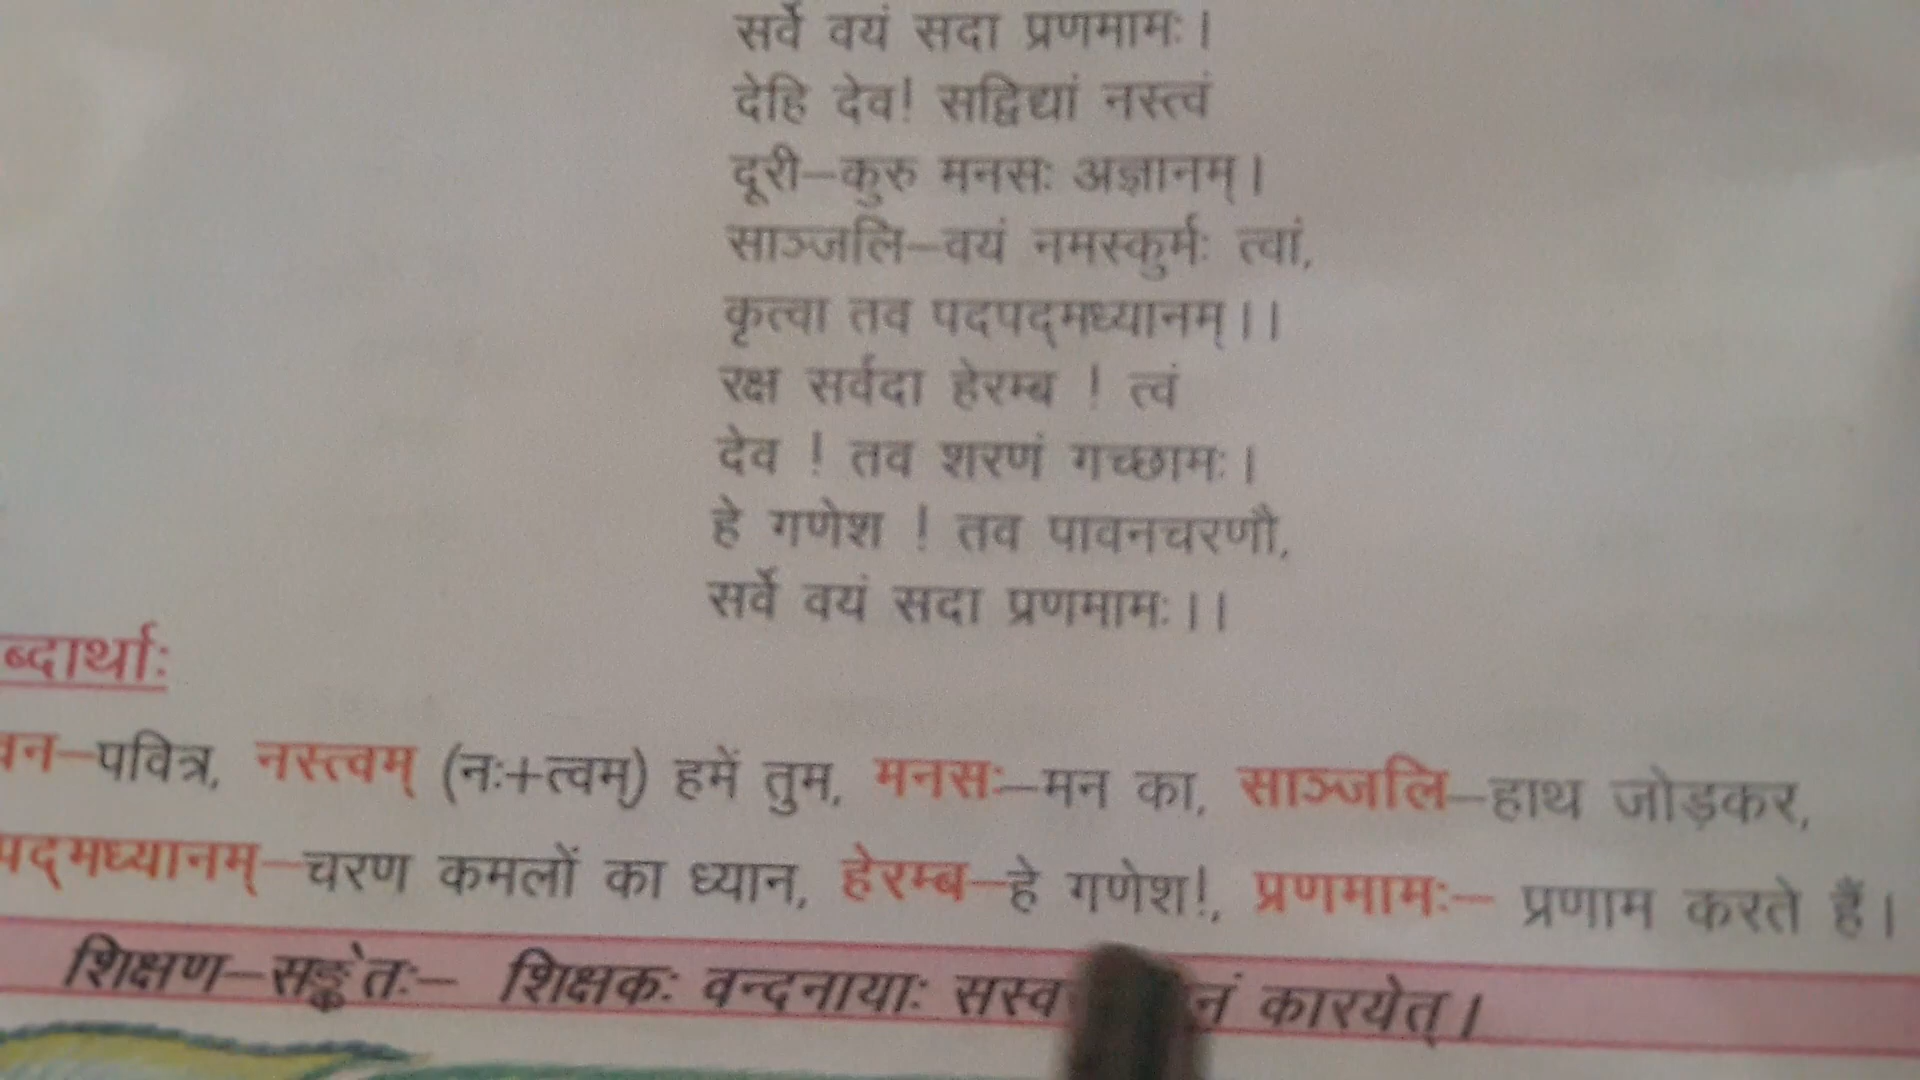 सर्वे वयं सदा प्रणमामः।
देहि देव! सद्विद्यां नस्त्वं
दूरी–कुरु मनसः अज्ञानम्।
साञ्जलि–वयं नमस्कुर्मः त्वां,
कृत्वा तव पदपद्मध्यानम्।।
रक्ष सर्वदा हेरम्ब ! त्वं
देव ! तव शरणं गच्छामः।
हे गणेश ! तव पावनचरणौ,
सर्वे वयं सदा प्रणमामः।।
ब्दार्थाः
वन–पवित्र, नस्त्वम् (नः+त्वम्) हमें तुम, मनसः–मन का, साञ्जलि–हाथ जोड़कर,
पद्मध्यानम्–चरण कमलों का ध्यान, हेरम्ब–हे गणेश!, प्रणमामः– प्रणाम करते हैं।
शिक्षण–सङ्केतः– शिक्षकः वन्दनायाः कारयेत्।